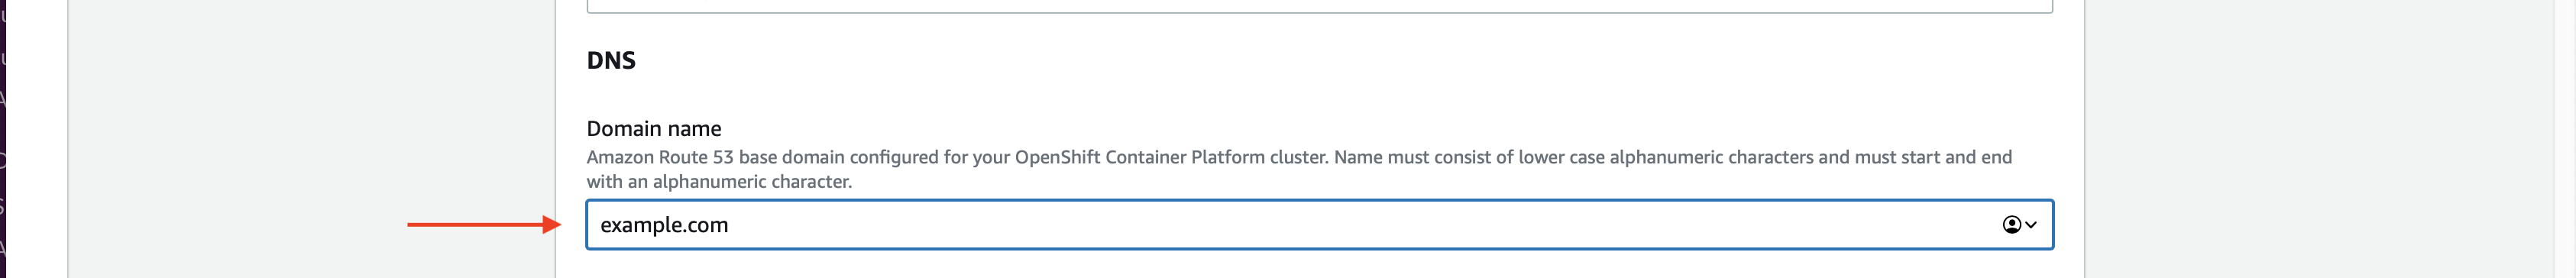 DNS
Domain name
Amazon Route 53 base domain configured for your OpenShift Container Platform cluster. Name must consist of lower case alphanumeric characters and must start and end
with an alphanumeric character.
example.com